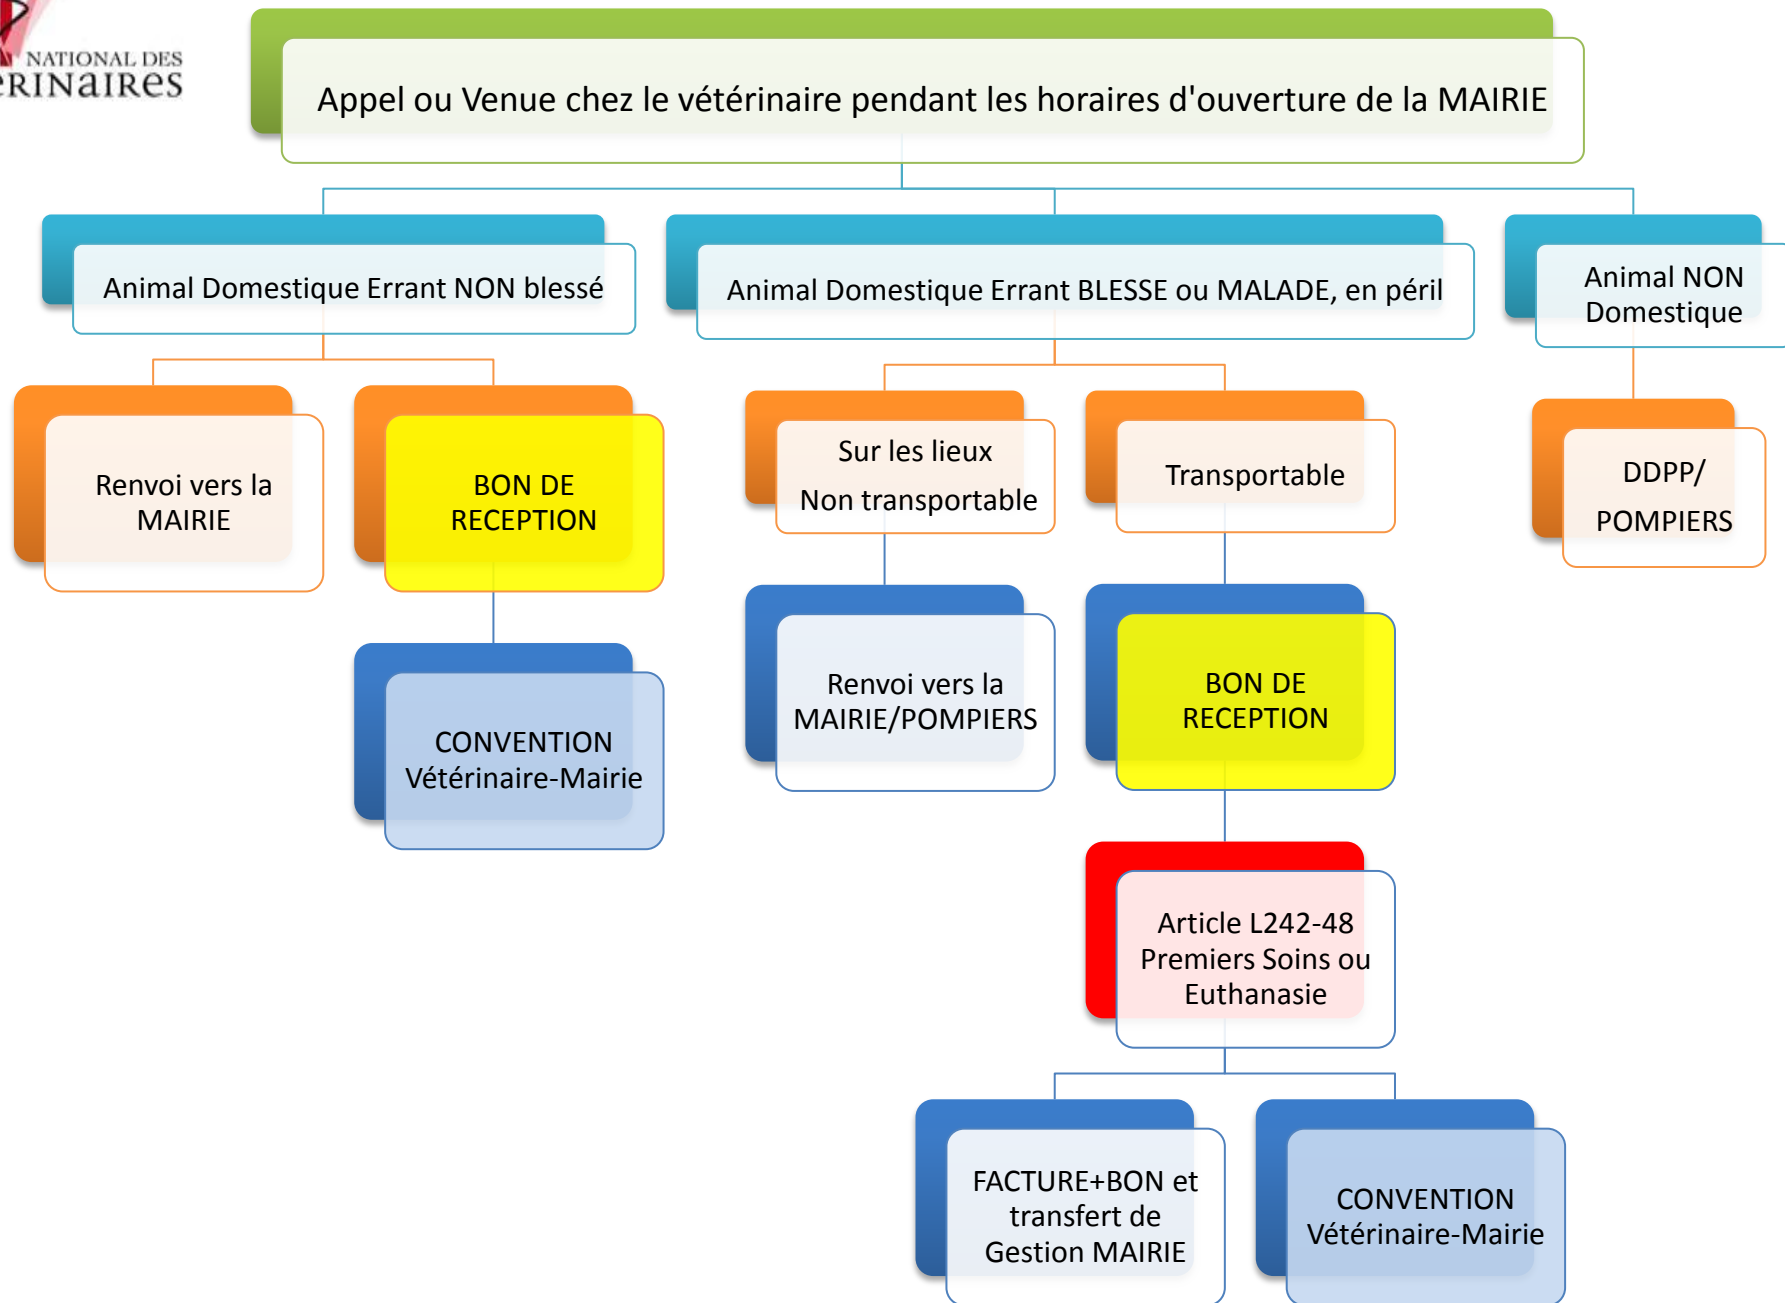 NATIONAL DES
Appel ou Venue chez le vétérinaire pendant les horaires d'ouverture de la MAIRIE
Animal Domestique Errant NON blessé
Animal Domestique Errant BLESSE ou MALADE, en péril
Animal NON
Domestique
Renvoi vers la
MAIRIE
BON DE
RECEPTION
Sur les lieux
Non transportable
Transportable
DDPP/
POMPIERS
CONVENTION
Vétérinaire-Mairie
Renvoi vers la
MAIRIE/POMPIERS
BON DE
RECEPTION
Article L242-48
Premiers Soins ou
Euthanasie
FACTURE+BON et
transfert de
Gestion MAIRIE
CONVENTION
Vétérinaire-Mairie